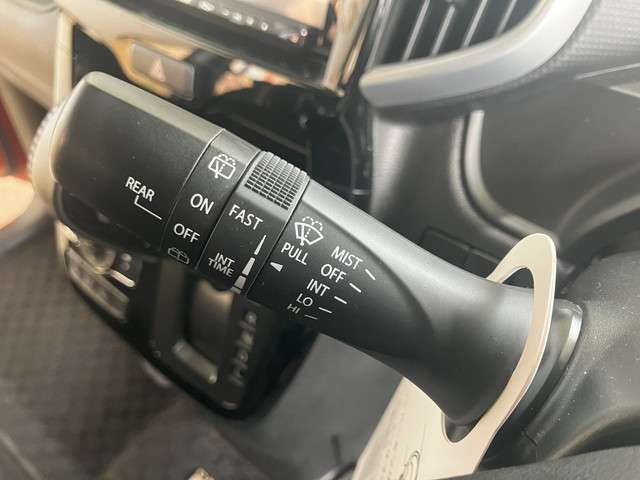 REAR
ON
OFF
FAST
INT
TIME
PULL
MIST
OFF
INT
LO
HI